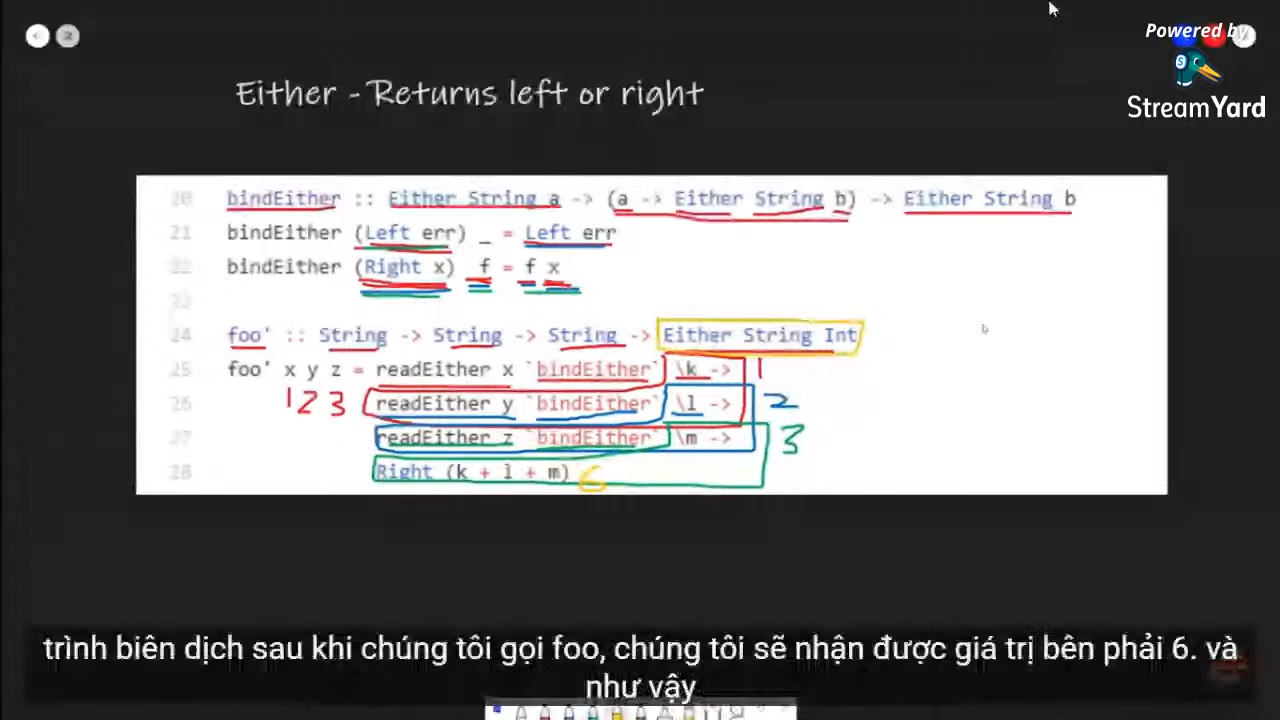 Powered by
StreamYard
Either - Returns left or right
20 bindEither :: Either String a -> (a -> Either String b) -> Either String b
21 bindEither (Left err) _ = Left err
22 bindEither (Right x) f = f x
23
24 foo' :: String -> String -> String -> Either String Int
25 foo' x y z = readEither x `bindEither` \k -> 1
1 2 3
26 readEither y `bindEither` \l -> 2
27 readEither z `bindEither` \m -> 3
28 Right (k + l + m) 6
trình biên dịch sau khi chúng tôi gọi foo, chúng tôi sẽ nhận được giá trị bên phải 6. và
như vậy